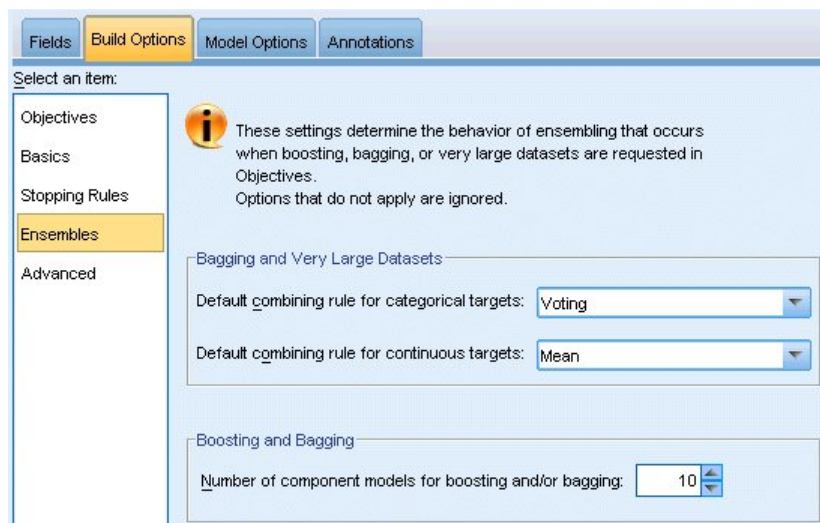 Fields Build Options Model Options Annotations
Select an item:
Objectives
Basics
Stopping Rules
Ensembles
Advanced
These settings determine the behavior of ensembling that occurs
when boosting, bagging, or very large datasets are requested in
Objectives.
Options that do not apply are ignored.
Bagging and Very Large Datasets
Default combining rule for categorical targets: Voting
Default combining rule for continuous targets: Mean
Boosting and Bagging
Number of component models for boosting and/or bagging: 10